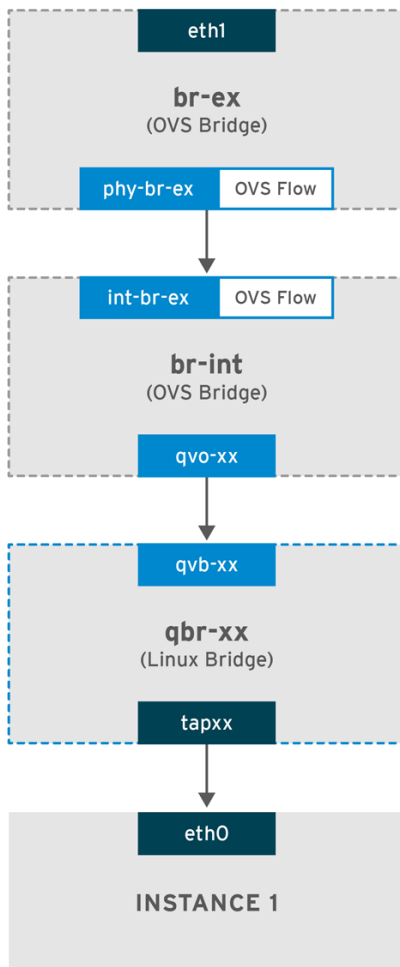 eth1
br-ex
(OVS Bridge)
phy-br-ex OVS Flow
int-br-ex OVS Flow
br-int
(OVS Bridge)
qvo-xx
qvb-xx
qbr-xx
(Linux Bridge)
tapxx
eth0
INSTANCE 1